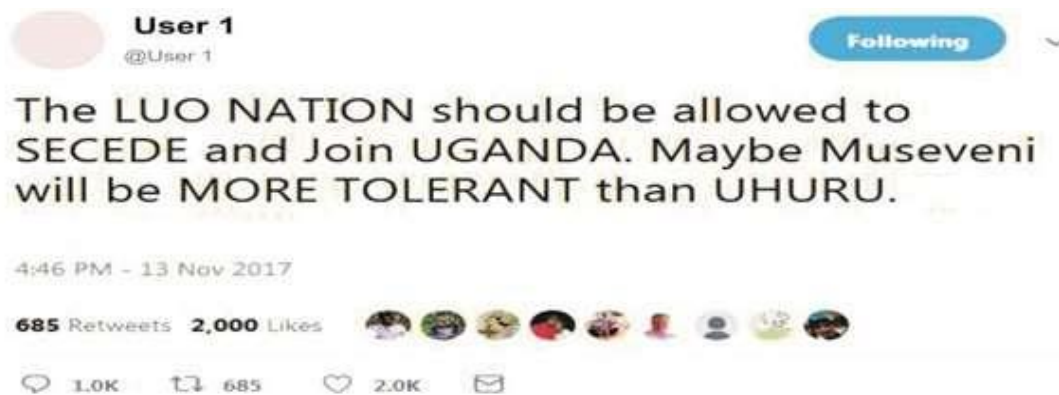 User 1
@User 1
Following
The LUO NATION should be allowed to
SECEDE and Join UGANDA. Maybe Museveni
will be MORE TOLERANT than UHURU.
4:46 PM - 13 Nov 2017
685 Retweets 2,000 Likes
1.0K 685 2.0K